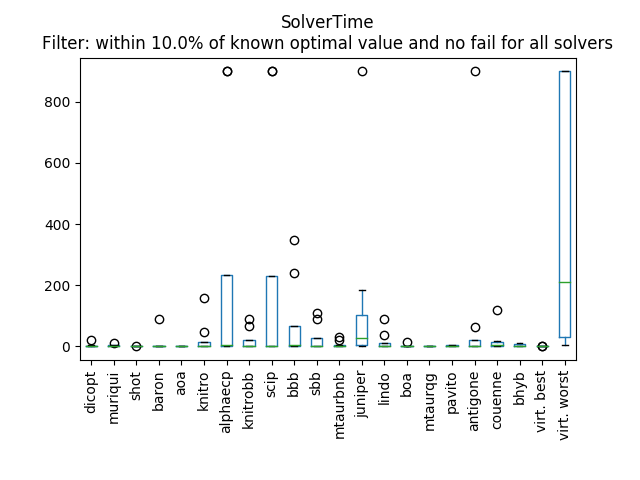 SolverTime
Filter: within 10.0% of known optimal value and no fail for all solvers
800
600
400
200
0
dicopt
muriqui
shot
baron
aoa
knitro
alphaecp
knitrobb
scip
bbb
sbb
mtaurbnb
juniper
lindo
boa
mtaurqg
pavito
antigone
couenne
bhyb
virt. best
virt. worst